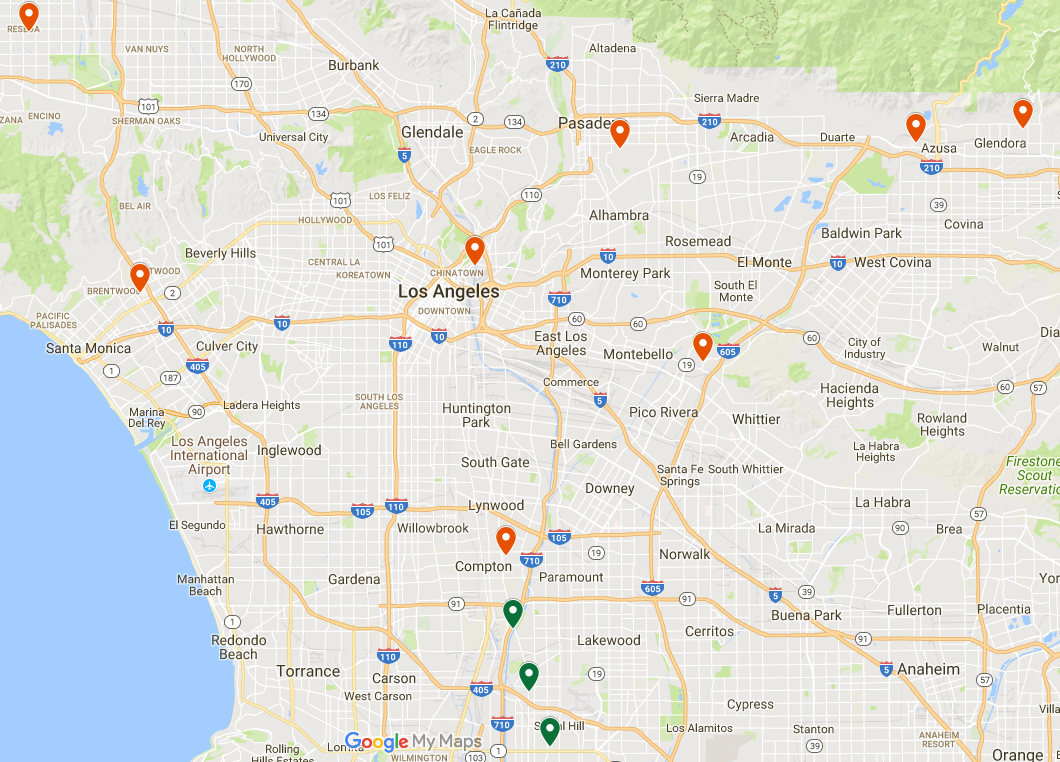 La Cañada
Flintridge
RESEDA
VAN NUYS
NORTH
HOLLYWOOD
Burbank
Altadena
210
170
101
134
2
134
Sierra Madre
ENCINO
SHERMAN OAKS
Universal City
Glendale
Pasade
210
Arcadia
Duarte
Azusa
Glendora
5
EAGLE ROCK
210
19
BEL AIR
101
LOS FELIZ
110
39
HOLLYWOOD
Alhambra
Covina
Beverly Hills
101
Rosemead
Baldwin Park
CENTRAL LA
KOREATOWN
CHINATOWN
10
Monterey Park
El Monte
10
West Covina
BRENTWOOD
2
Los Angeles
DOWNTOWN
710
South El
Monte
PACIFIC
PALISADES
10
10
60
60
Santa Monica
Culver City
110
10
East Los
Angeles
Montebello
605
60
City of
Industry
Walnut
405
19
1
187
Commerce
60
57
Hacienda
Heights
SOUTH LOS
ANGELES
5
Marina
Del Rey
90
Ladera Heights
Huntington
Park
Pico Rivera
Whittier
Rowland
Heights
Los Angeles
International
Airport
Inglewood
Bell Gardens
La Habra
Heights
South Gate
Santa Fe
Springs
South Whittier
Firestone
Scout
Reservatio
Downey
405
105
110
Lynwood
La Habra
57
El Segundo
Hawthorne
Willowbrook
105
La Mirada
90
Brea
Compton
710
19
Norwalk
Manhattan
Beach
Gardena
Paramount
605
5
39
91
91
Buena Park
Fullerton
Placentia
1
Redondo
Beach
Lakewood
Cerritos
91
110
Torrance
Carson
19
5
Anaheim
57
West Carson
405
Cypress
710
Los Alamitos
Stanton
39
ANAHEIM
RESORT
Google My Maps
Rolling
Hills Estates
WILMINGTON
103
1
Orange